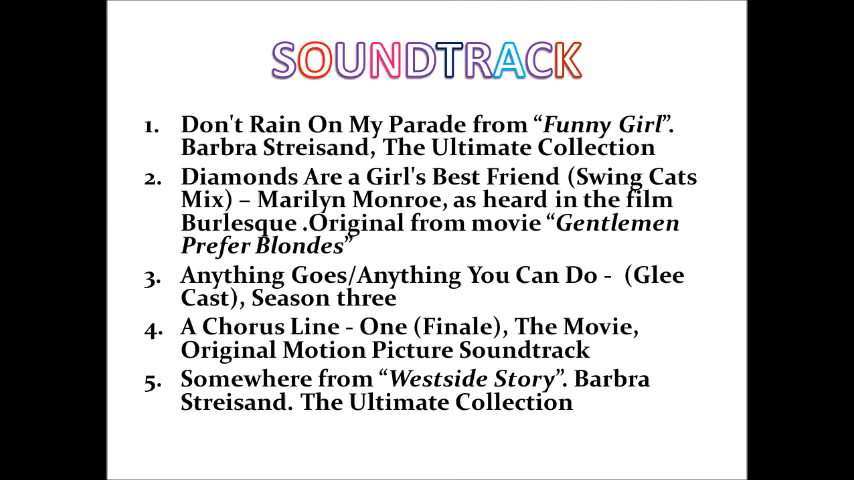 SOUNDTRACK
1. Don't Rain On My Parade from “Funny Girl”.
Barbra Streisand, The Ultimate Collection
2. Diamonds Are a Girl's Best Friend (Swing Cats
Mix) – Marilyn Monroe, as heard in the film
Burlesque .Original from movie “Gentlemen
Prefer Blondes”
3. Anything Goes/Anything You Can Do - (Glee
Cast), Season three
4. A Chorus Line - One (Finale), The Movie,
Original Motion Picture Soundtrack
5. Somewhere from “Westside Story”. Barbra
Streisand. The Ultimate Collection